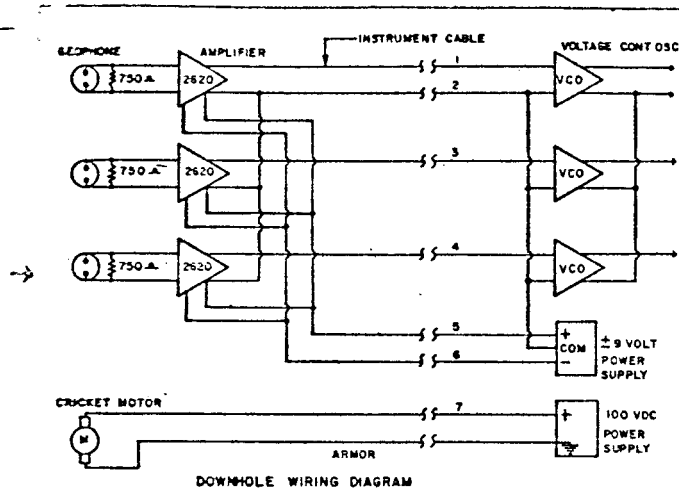 GEOPHONE
AMPLIFIER
INSTRUMENT CABLE
VOLTAGE CONT OSC
750 Ω
2620
1
2
VCO
750 Ω
2620
3
VCO
750 Ω
2620
4
VCO
5
6
+
COM
-
± 9 VOLT
POWER
SUPPLY
CRICKET MOTOR
M
7
ARMOR
+
100 VDC
POWER
SUPPLY
DOWNHOLE WIRING DIAGRAM